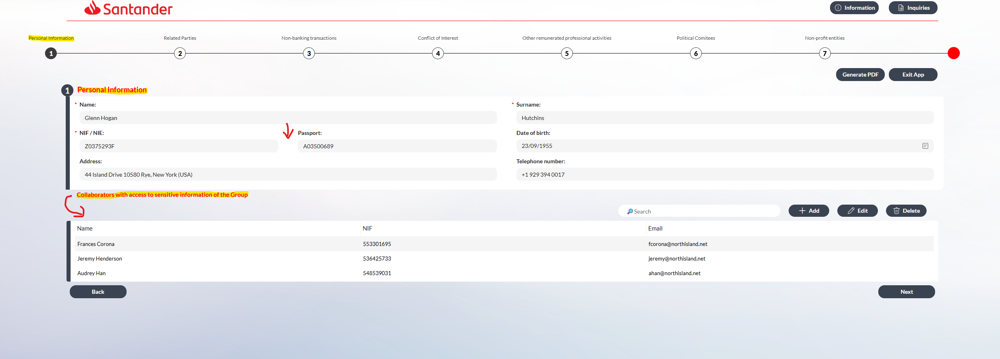 Santander
Information
Inquiries
Personal Information
Related Parties
Non-banking transactions
Conflict of Interest
Other remunerated professional activities
Political Comitees
Non-profit entities
1
2
3
4
5
6
7
Generate PDF
Exit App
1 Personal Information
* Name:
Glenn Hogan
* Surname:
Hutchins
* NIF / NIE:
Z0375293F
Passport:
A03500689
Date of birth:
23/09/1955
Address:
44 Island Drive 10580 Rye, New York (USA)
Telephone number:
+1 929 394 0017
Collaborators with access to sensitive information of the Group
Search
Add
Edit
Delete
Name NIF Email
Frances Corona 553301695 fcorona@northisland.net
Jeremy Henderson 536425733 jeremy@northisland.net
Audrey Han 548539031 ahan@northisland.net
Back
Next